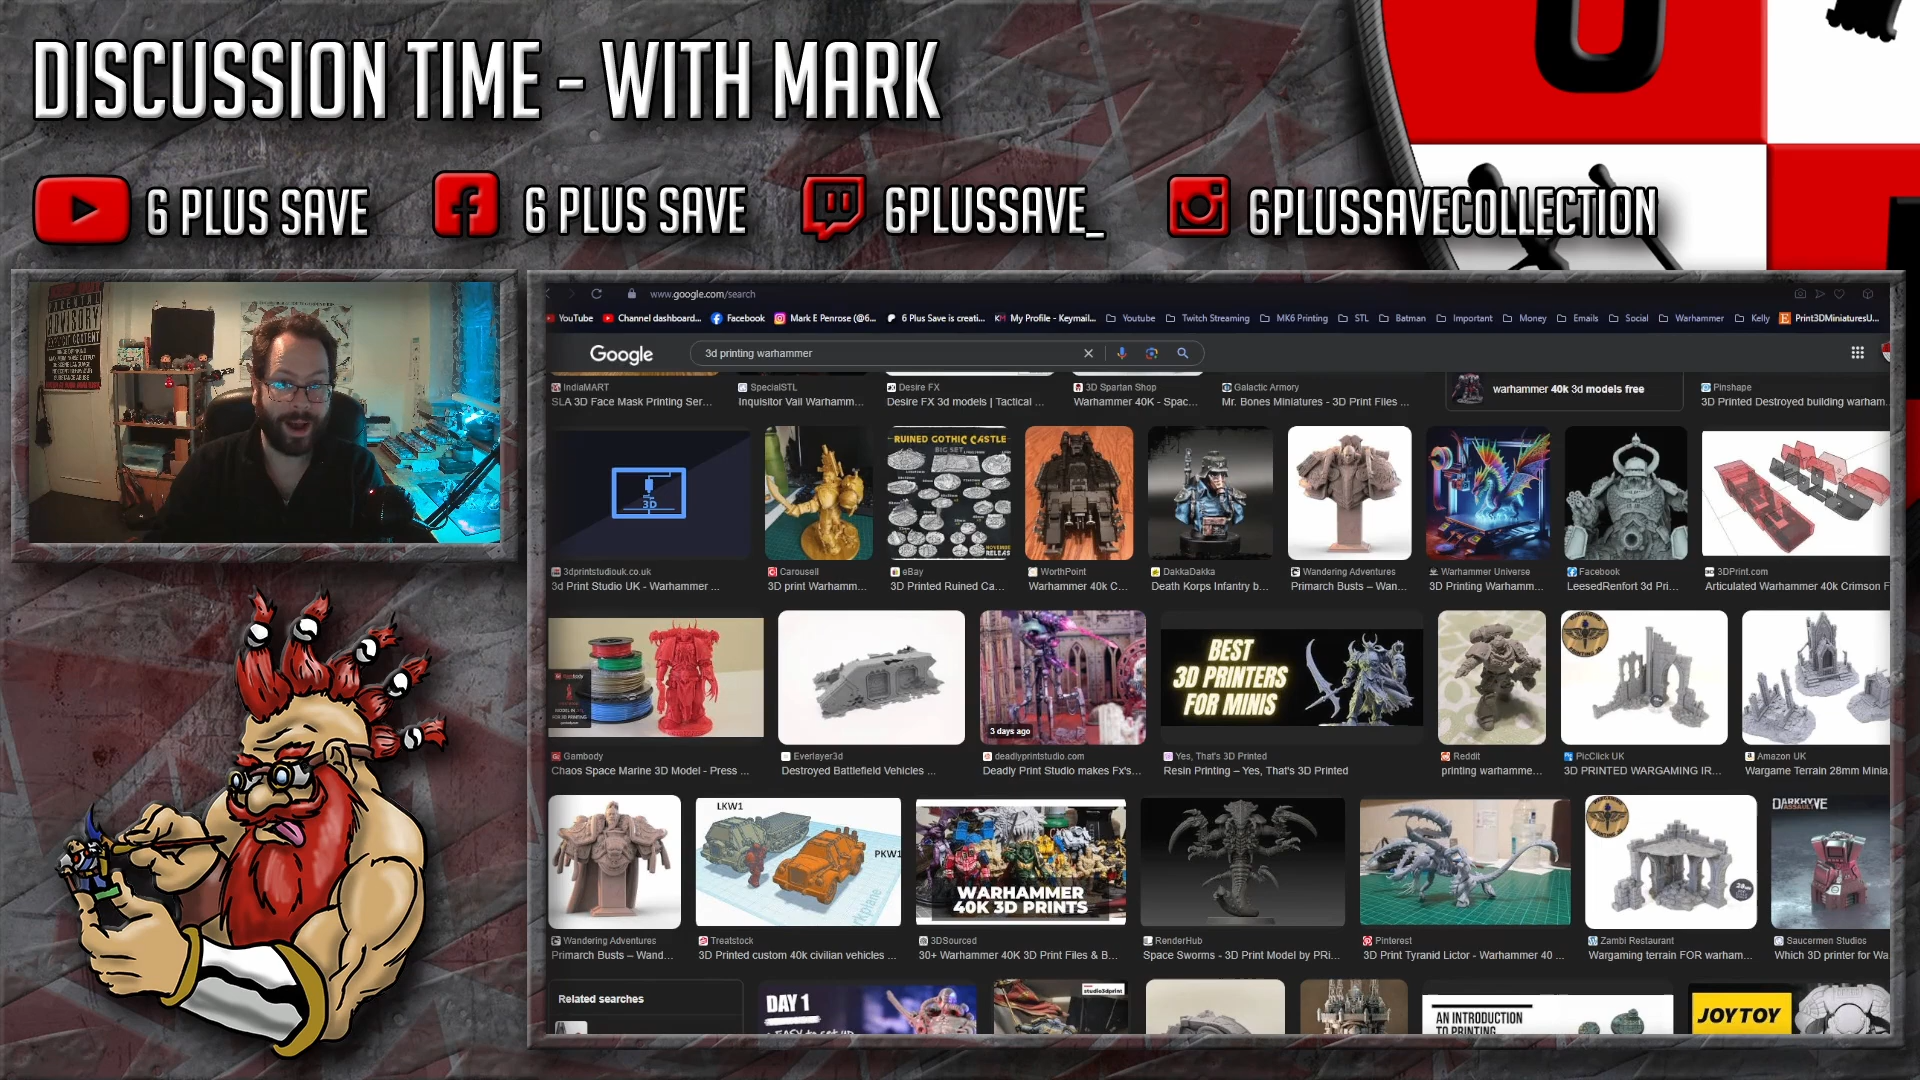 DISCUSSION TIME - WITH MARK
6 PLUS SAVE
6 PLUS SAVE
6PLUSSAVE_
6PLUSSAVECOLLECTION
PARENTAL
ADVISORY
EXPLICIT CONTENT
www.google.com/search
YouTube
Channel dashboard...
Facebook
Mark E Penrose (@6...
6 Plus Save is creati...
My Profile - Keymail...
Youtube
Twitch Streaming
MK6 Printing
STL
Batman
Important
Money
Emails
Social
Warhammer
Kelly
Print3DMiniaturesU...
Google
3d printing warhammer
IndiaMART
SLA 3D Face Mask Printing Ser...
SpecialSTL
Inquisitor Vail Warhamm...
Desire FX
Desire FX 3d models | Tactical ...
3D Spartan Shop
Warhammer 40K - Spac...
Galactic Armory
Mr. Bones Miniatures - 3D Print Files ...
warhammer 40k 3d models free
Pinshape
3D Printed Destroyed building warham...
3D
RUINED GOTHIC CASTLE
BIG SET
3dprintstudiouk.co.uk
3d Print Studio UK - Warhammer ...
Carousell
3D print Warhamm...
eBay
3D Printed Ruined Ca...
WorthPoint
Warhammer 40k C...
DakkaDakka
Death Korps Infantry b...
Wandering Adventures
Primarch Busts – Wan...
Warhammer Universe
3D Printing Warhamm...
Facebook
LeesedRenfort 3d Pri...
3DPrint.com
Articulated Warhammer 40k Crimson F
3 days ago
BEST
3D PRINTERS
FOR MINIS
Gambody
Chaos Space Marine 3D Model - Press ...
Everlayer3d
Destroyed Battlefield Vehicles ...
deadlyprintstudio.com
Deadly Print Studio makes Fx's...
Yes, That's 3D Printed
Resin Printing – Yes, That's 3D Printed
Reddit
printing warhamme...
PicClick UK
3D PRINTED WARGAMING IR...
Amazon UK
Wargame Terrain 28mm Minia
LKW1
PKW1
WARHAMMER
40K 3D PRINTS
DARKHYVE
Wandering Adventures
Primarch Busts – Wand...
Treatstock
3D Printed custom 40k civilian vehicles ...
3DSourced
30+ Warhammer 40K 3D Print Files & B...
RenderHub
Space Sworms - 3D Print Model by PRi...
Pinterest
3D Print Tyranid Lictor - Warhammer 40 ...
Zambi Restaurant
Wargaming terrain FOR warham...
Saucermen Studios
Which 3D printer for Wa
Related searches
DAY 1
studio3dprint
AN INTRODUCTION
TO PRINTING
JOYTOY